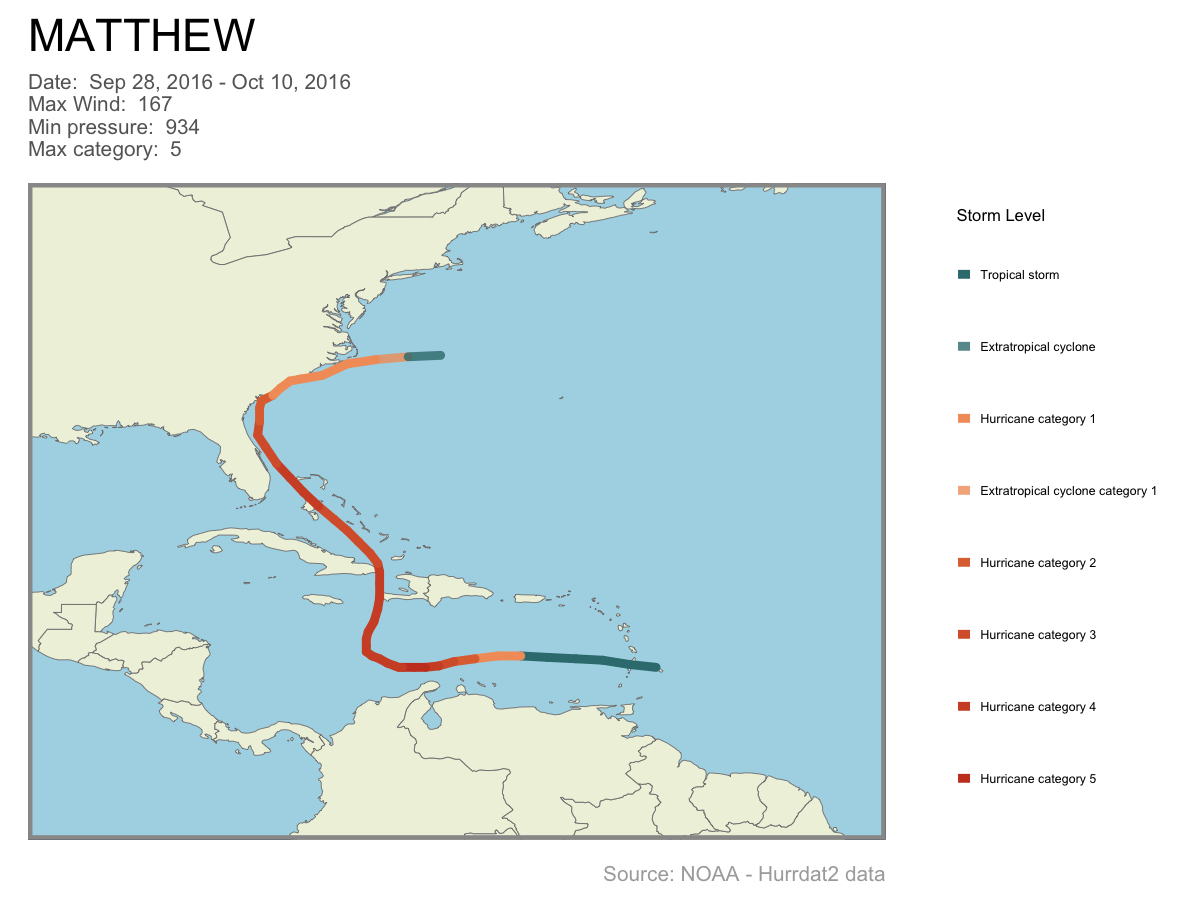 MATTHEW
Date:  Sep 28, 2016 - Oct 10, 2016
Max Wind:  167
Min pressure:  934
Max category:  5
Storm Level
Tropical storm
Extratropical cyclone
Hurricane category 1
Extratropical cyclone category 1
Hurricane category 2
Hurricane category 3
Hurricane category 4
Hurricane category 5
Source: NOAA - Hurrdat2 data